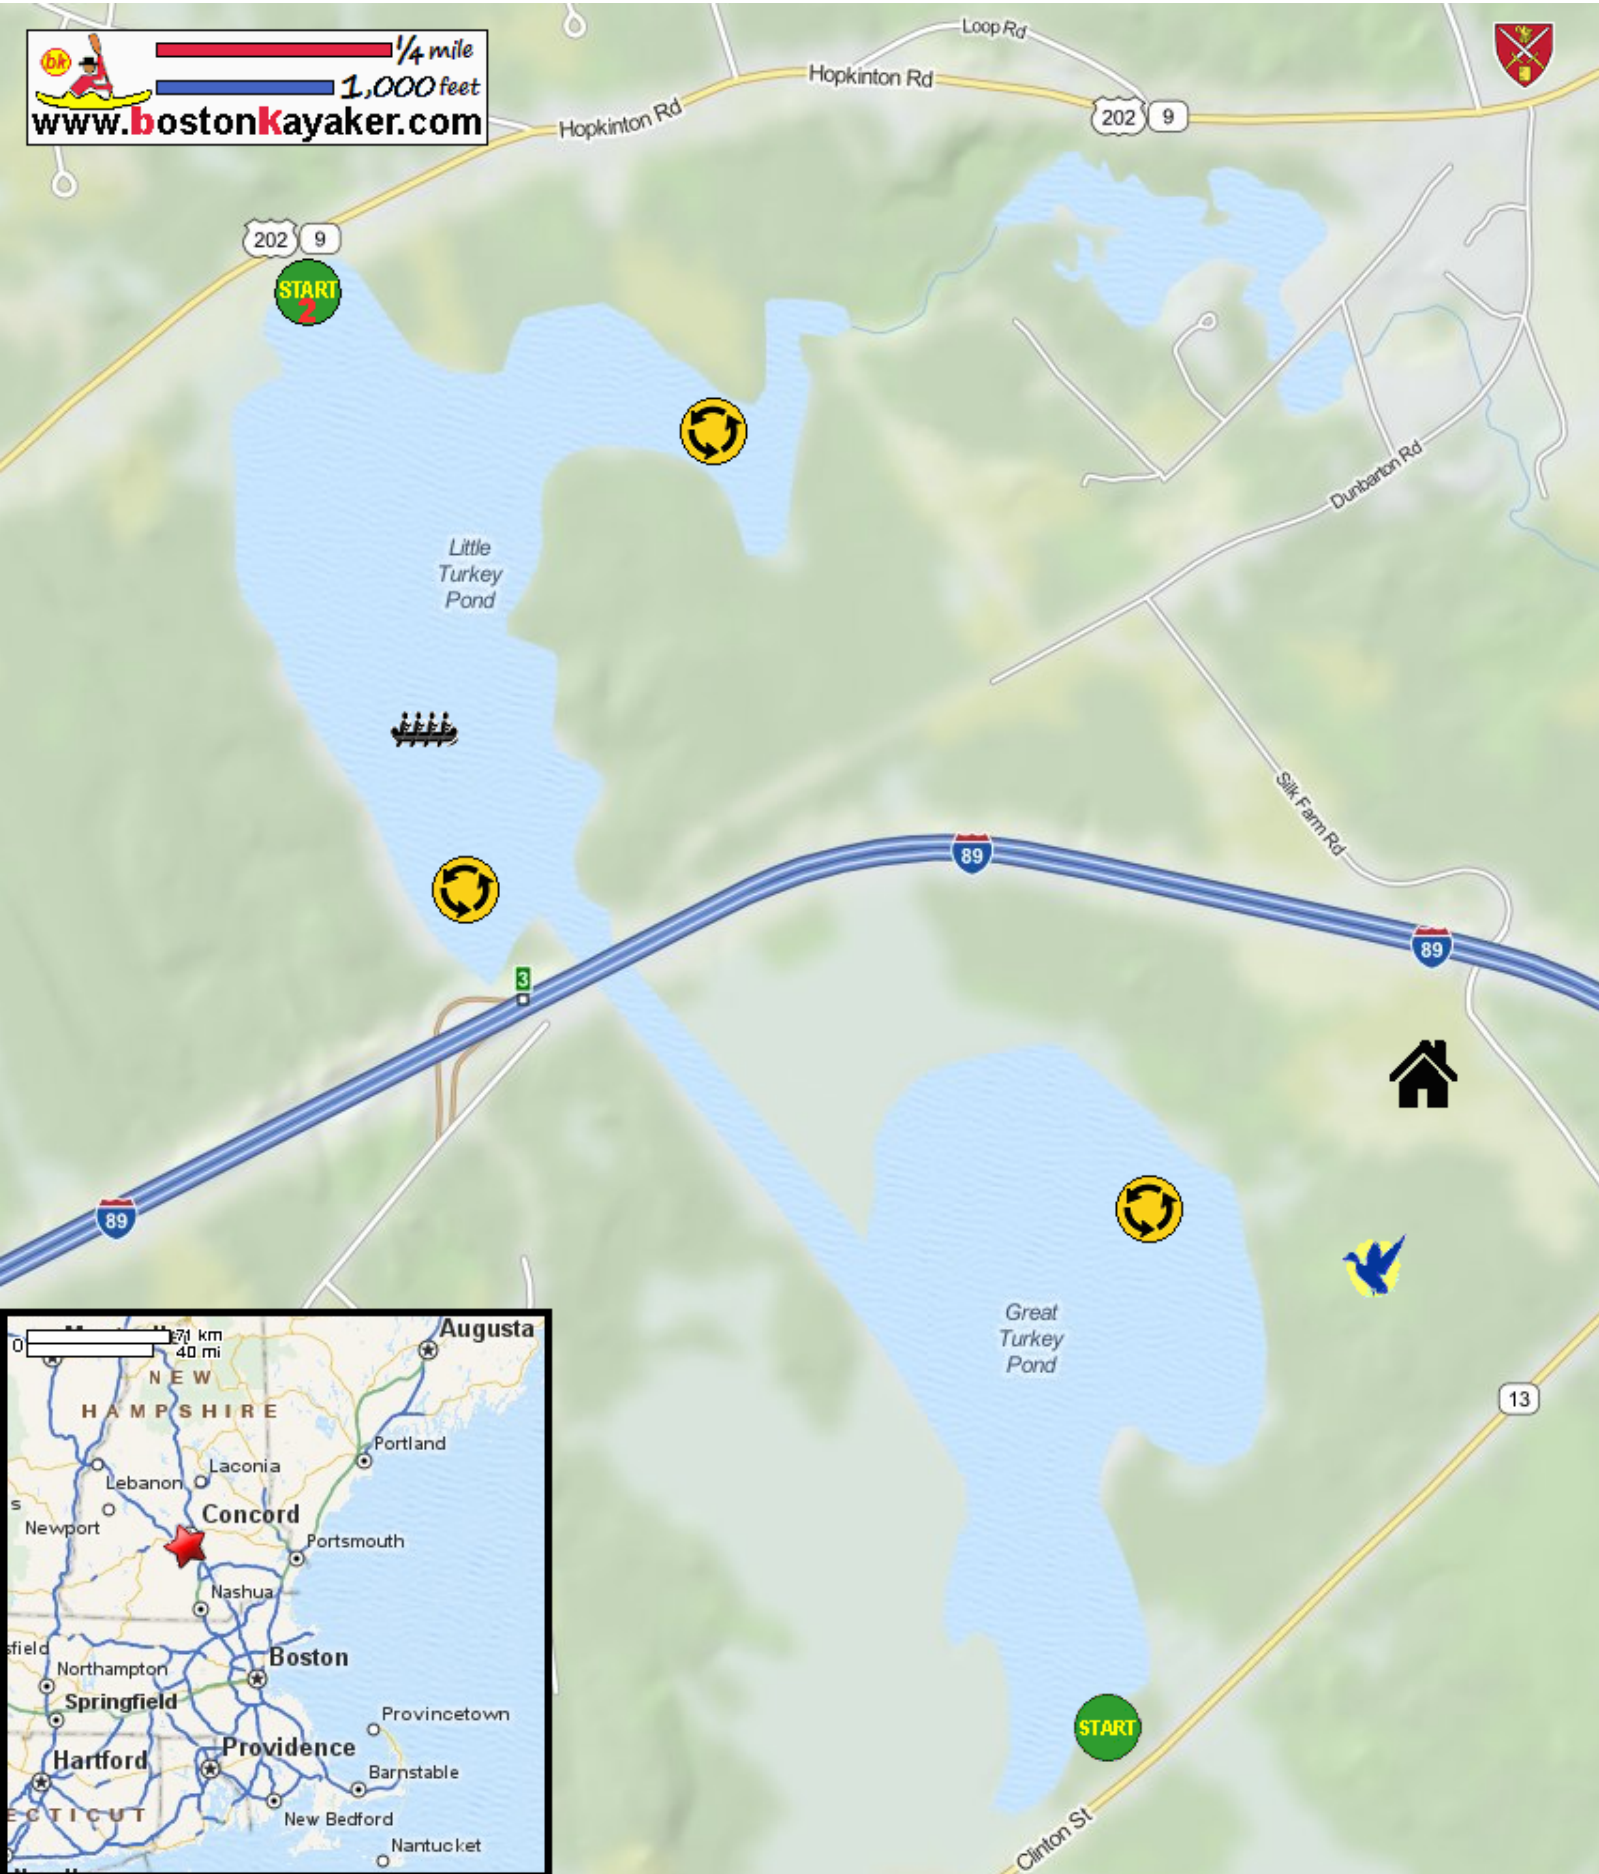 bk
1/4 mile
1,000 feet
www.bostonkayaker.com
Loop Rd
Hopkinton Rd
Hopkinton Rd
202 9
202 9
START
2
Little
Turkey
Pond
Dunbarton Rd
Silk Farm Rd
89
89
3
89
Great
Turkey
Pond
13
START
Clinton St
0
71 km
40 mi
Augusta
NEW
HAMPSHIRE
Portland
Laconia
Lebanon
s
Newport
Concord
Portsmouth
Nashua
sfield
Boston
Northampton
Springfield
Provincetown
Providence
Hartford
Barnstable
ECTICUT
New Bedford
Nantucket